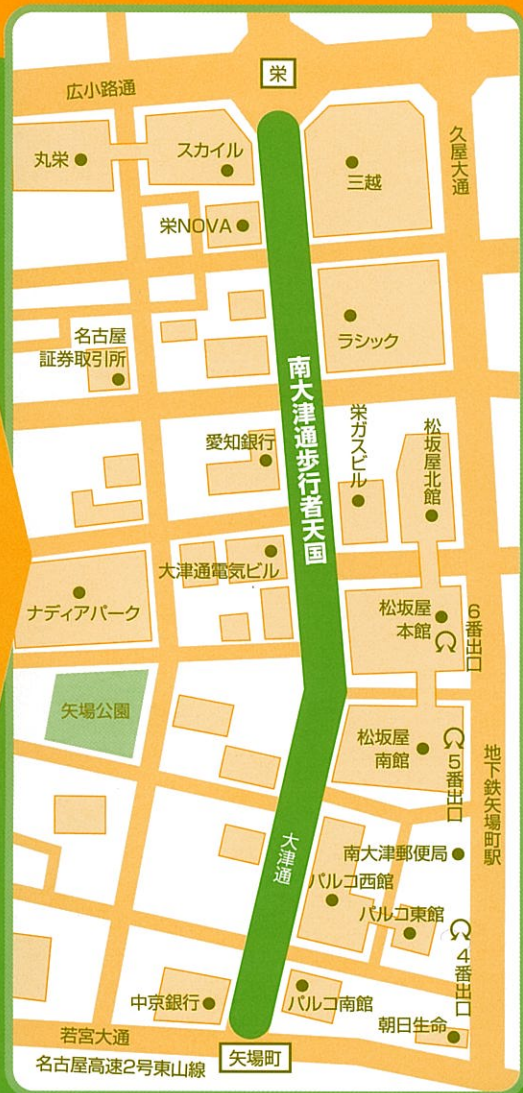 栄
広小路通
久屋大通
丸栄
スカイル
三越
栄NOVA
ラシック
名古屋
証券取引所
南大津通歩行者天国
愛知銀行
栄ガスビル
松坂屋北館
大津通電気ビル
ナディアパーク
松坂屋
本館
6番出口
矢場公園
松坂屋
南館
5番出口
地下鉄矢場町駅
大津通
南大津郵便局
パルコ西館
パルコ東館
4番出口
中京銀行
パルコ南館
朝日生命
若宮大通
名古屋高速2号東山線
矢場町